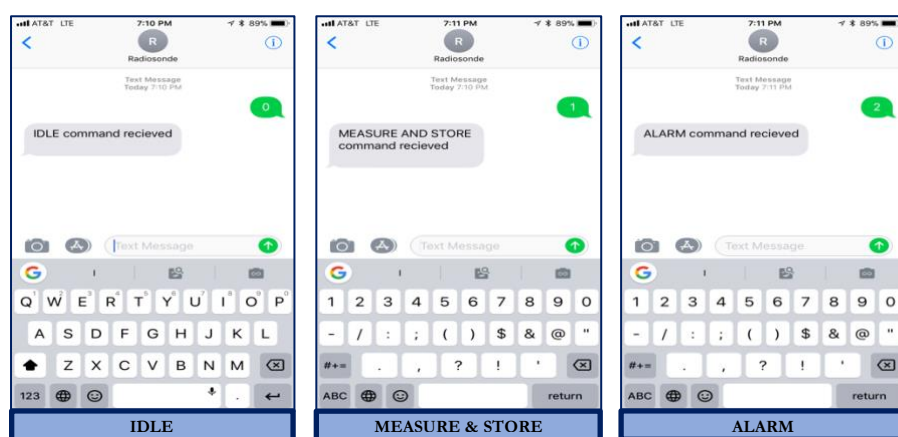 AT&T LTE 7:10 PM 89%
R
Radiosonde
Text Message
Today 7:10 PM
0
IDLE command recieved
Text Message
Q W E R T Y U I O P
A S D F G H J K L
Z X C V B N M
123 .
IDLE
AT&T LTE 7:11 PM 89%
R
Radiosonde
Text Message
Today 7:10 PM
1
MEASURE AND STORE
command recieved
Text Message
1 2 3 4 5 6 7 8 9 0
- / : ; ( ) $ & @ "
#+= . , ? ! '
ABC return
MEASURE & STORE
AT&T LTE 7:11 PM 89%
R
Radiosonde
Text Message
Today 7:11 PM
2
ALARM command recieved
Text Message
1 2 3 4 5 6 7 8 9 0
- / : ; ( ) $ & @ "
#+= . , ? ! '
ABC return
ALARM